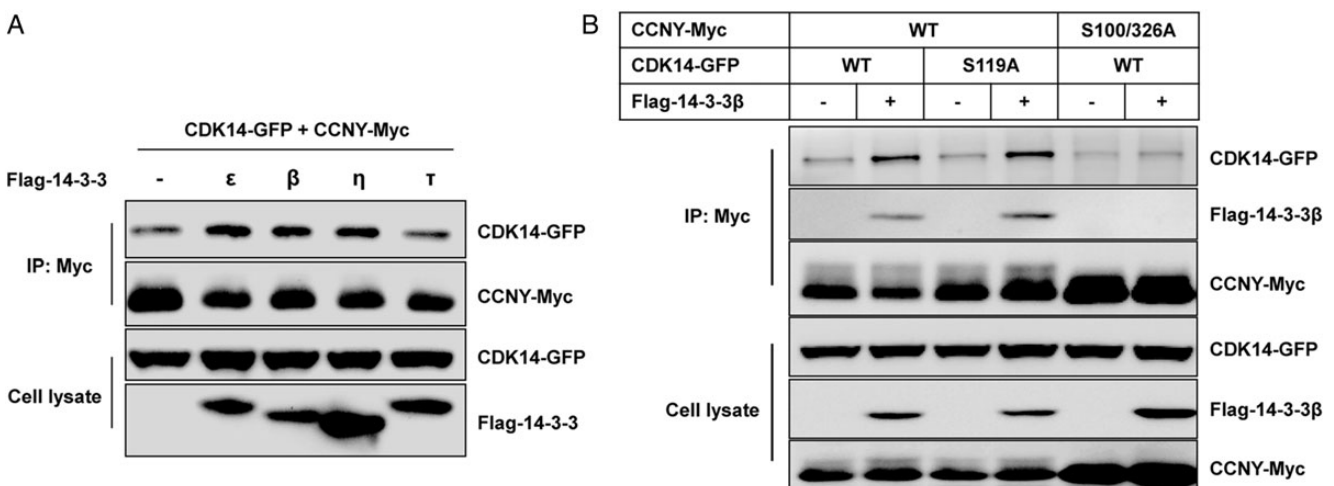 A
CDK14-GFP + CCNY-Myc
Flag-14-3-3 - ε β η τ
IP: Myc
CDK14-GFP
CCNY-Myc
Cell lysate
CDK14-GFP
Flag-14-3-3
B
CCNY-Myc WT S100/326A
CDK14-GFP WT S119A WT
Flag-14-3-3β - + - + - +
IP: Myc
CDK14-GFP
Flag-14-3-3β
CCNY-Myc
Cell lysate
CDK14-GFP
Flag-14-3-3β
CCNY-Myc